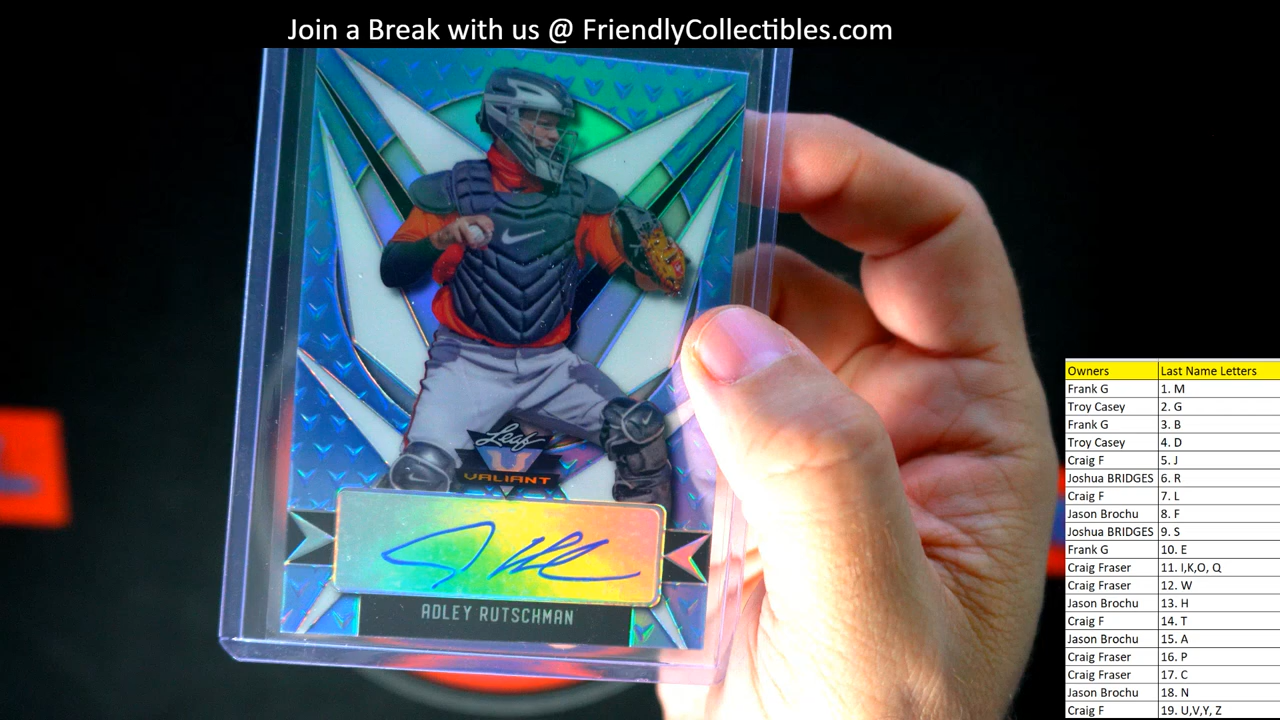 Join a Break with us @ FriendlyCollectibles.com
Leaf
VALIANT
ADLEY RUTSCHMAN
Owners Last Name Letters
Frank G 1. M
Troy Casey 2. G
Frank G 3. B
Troy Casey 4. D
Craig F 5. J
Joshua BRIDGES 6. R
Craig F 7. L
Jason Brochu 8. F
Joshua BRIDGES 9. S
Frank G 10. E
Craig Fraser 11. I,K,O, Q
Craig Fraser 12. W
Jason Brochu 13. H
Craig F 14. T
Jason Brochu 15. A
Craig Fraser 16. P
Craig Fraser 17. C
Jason Brochu 18. N
Craig F 19. U,V,Y, Z